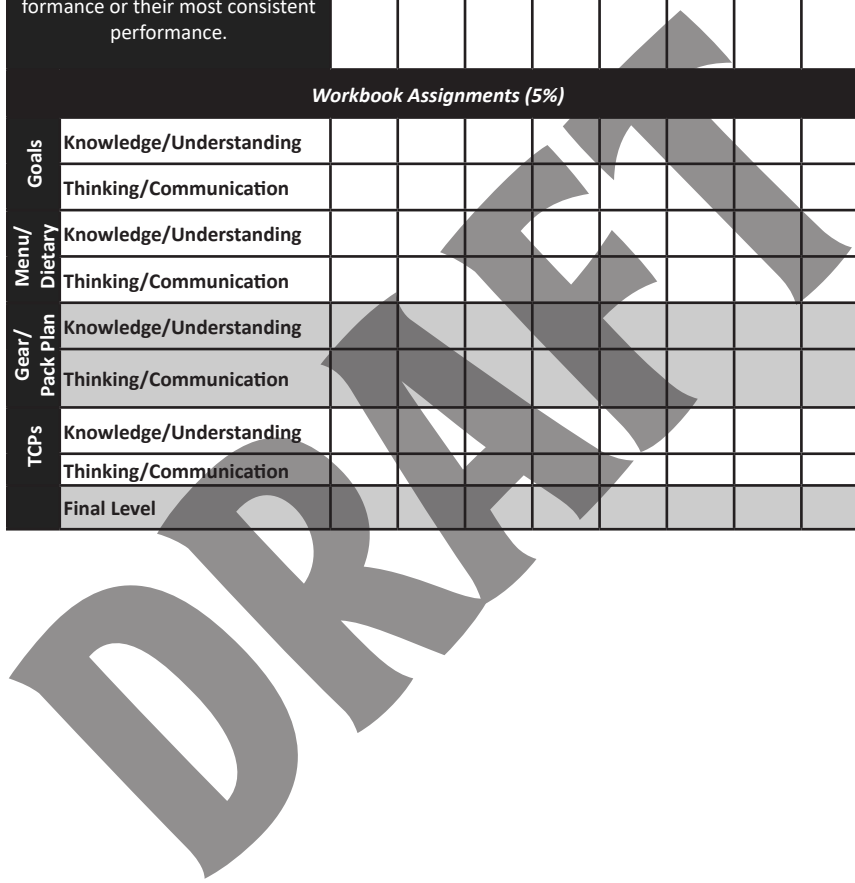 formance or their most consistent
performance.
Workbook Assignments (5%)
Goals
Knowledge/Understanding
Thinking/Communication
Menu/
Dietary
Knowledge/Understanding
Thinking/Communication
Gear/
Pack Plan
Knowledge/Understanding
Thinking/Communication
TCPs
Knowledge/Understanding
Thinking/Communication
Final Level
DRAFT